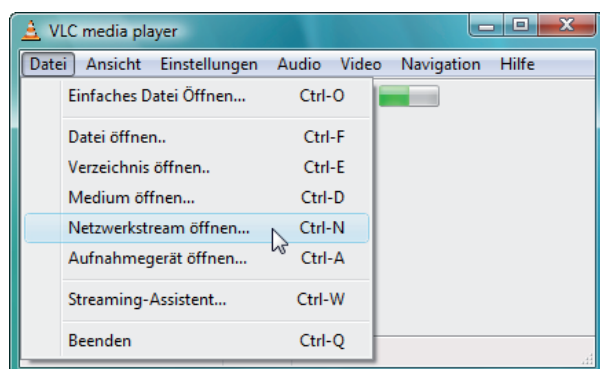 VLC media player
Datei Ansicht Einstellungen Audio Video Navigation Hilfe
Einfaches Datei Öffnen... Ctrl-O
Datei öffnen.. Ctrl-F
Verzeichnis öffnen.. Ctrl-E
Medium öffnen... Ctrl-D
Netzwerkstream öffnen... Ctrl-N
Aufnahmegerät öffnen... Ctrl-A
Streaming-Assistent... Ctrl-W
Beenden Ctrl-Q